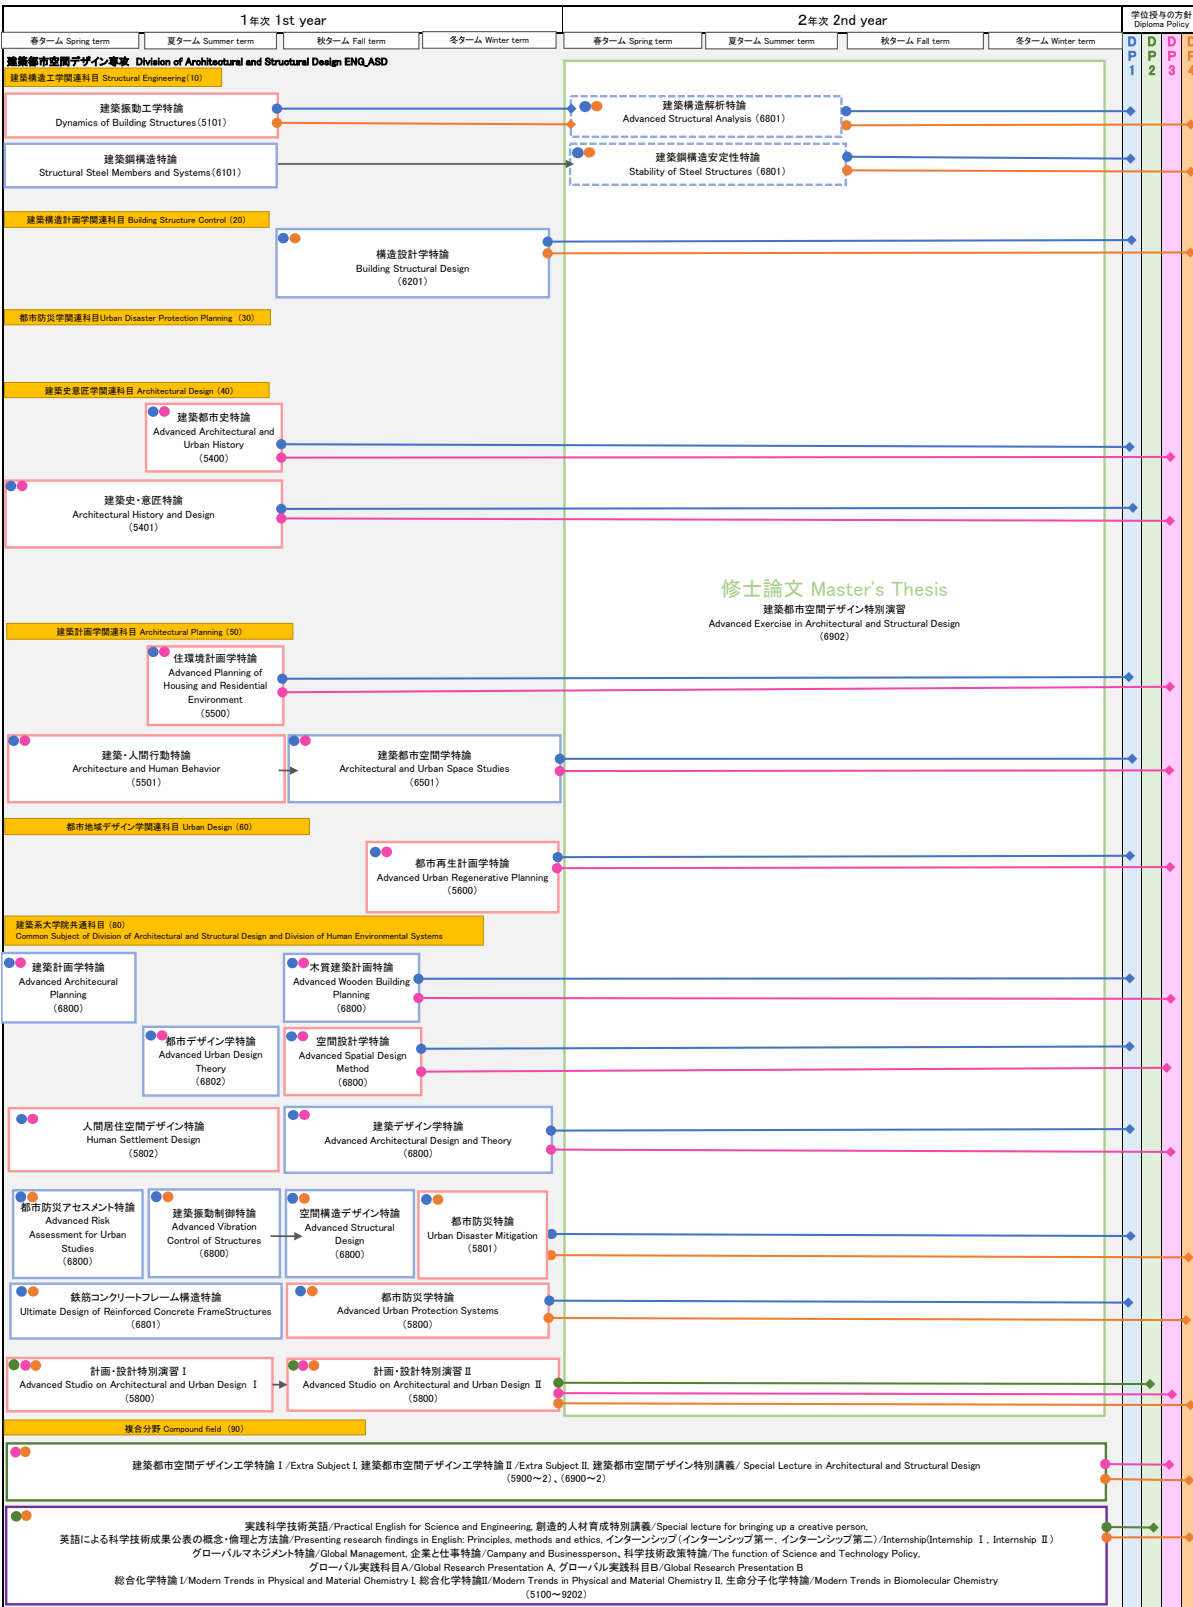 1年次 1st year
2年次 2nd year
学位授与の方針
Diploma Policy
春ターム Spring term
夏ターム Summer term
秋ターム Fall term
冬ターム Winter term
春ターム Spring term
夏ターム Summer term
秋ターム Fall term
冬ターム Winter term
DP1
DP2
DP3
DP4
建築都市空間デザイン専攻 Division of Architectural and Structural Design ENG_ASD
建築構造工学関連科目 Structural Engineering(10)
建築振動工学特論
Dynamics of Building Structures(5101)
建築構造解析特論
Advanced Structural Analysis (6801)
建築鋼構造特論
Structural Steel Members and Systems(6101)
建築鋼構造安定性特論
Stability of Steel Structures (6801)
建築構造計画学関連科目 Building Structure Control (20)
構造設計学特論
Building Structural Design
(6201)
都市防災学関連科目Urban Disaster Protection Planning (30)
建築史意匠学関連科目 Architectural Design (40)
建築都市史特論
Advanced Architectural and
Urban History
(5400)
建築史・意匠特論
Architectural History and Design
(5401)
修士論文 Master's Thesis
建築都市空間デザイン特別演習
Advanced Exercise in Architectural and Structural Design
(6902)
建築計画学関連科目 Architectural Planning (50)
住環境計画学特論
Advanced Planning of
Housing and Residential
Environment
(5500)
建築・人間行動特論
Architecture and Human Behavior
(5501)
建築都市空間学特論
Architectural and Urban Space Studies
(6501)
都市地域デザイン学関連科目 Urban Design (60)
都市再生計画学特論
Advanced Urban Regenerative Planning
(5600)
建築系大学院共通科目 (80)
Common Subject of Division of Architectural and Structural Design and Division of Human Environmental Systems
建築計画学特論
Advanced Architecural
Planning
(6800)
木質建築計画特論
Advanced Wooden Building
Planning
(6800)
都市デザイン学特論
Advanced Urban Design
Theory
(6802)
空間設計学特論
Advanced Spatial Design
Method
(6800)
人間居住空間デザイン特論
Human Settlement Design
(5802)
建築デザイン学特論
Advanced Architectural Design and Theory
(6800)
都市防災アセスメント特論
Advanced Risk
Assessment for Urban
Studies
(6800)
建築振動制御特論
Advanced Vibration
Control of Structures
(6800)
空間構造デザイン特論
Advanced Structural
Design
(6800)
都市防災特論
Urban Disaster Mitigation
(5801)
鉄筋コンクリートフレーム構造特論
Ultimate Design of Reinforced Concrete FrameStructures
(6801)
都市防災学特論
Advanced Urban Protection Systems
(5800)
計画・設計特別演習 I
Advanced Studio on Architectural and Urban Design Ⅰ
(5800)
計画・設計特別演習 Ⅱ
Advanced Studio on Architectural and Urban Design Ⅱ
(5800)
複合分野 Compound field (90)
建築都市空間デザイン工学特論 I /Extra Subject I, 建築都市空間デザイン工学特論 Ⅱ /Extra Subject II, 建築都市空間デザイン特別講義/ Special Lecture in Architectural and Structural Design
(5900～2)、(6900～2)
実践科学技術英語/Practical English for Science and Engineering, 創造的人材育成特別講義/Special lecture for bringing up a creative person,
英語による科学技術成果公表の概念・倫理と方法論/Presenting research findings in English: Principles, methods and ethics, インターンシップ(インターンシップ第一, インターンシップ第二)/Internship(Internship Ⅰ, Internship Ⅱ)
グローバルマネジメント特論/Global Management, 企業と仕事特論/Campany and Businessperson、科学技術政策特論/The function of Science and Technology Policy,
グローバル実践科目A/Global Research Presentation A, グローバル実践科目B/Global Research Presentation B
総合化学特論 I/Modern Trends in Physical and Material Chemistry I, 総合化学特論II/Modern Trends in Physical and Material Chemistry II, 生命分子化学特論/Modern Trends in Biomolecular Chemistry
(5100～9202)